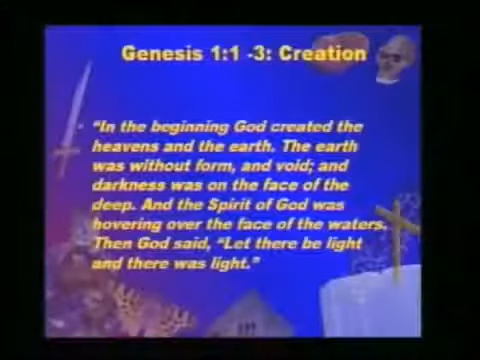 Genesis 1:1 -3: Creation
“In the beginning God created the
heavens and the earth. The earth
was without form, and void; and
darkness was on the face of the
deep. And the Spirit of God was
hovering over the face of the waters.
Then God said, “Let there be light
and there was light.”